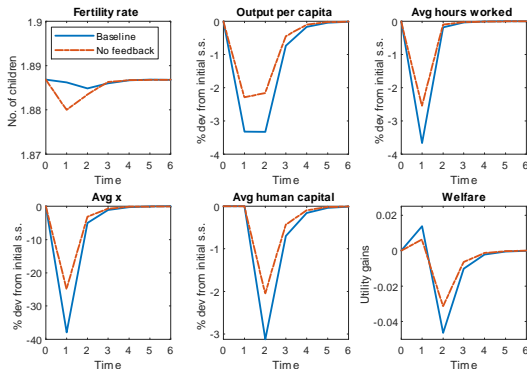 Fertility rate
1.9
1.89
1.88
1.87
No. of children
Baseline
No feedback
0 1 2 3 4 5 6
Time
Output per capita
0
-1
-2
-3
-4
% dev from initial s.s.
0 1 2 3 4 5 6
Time
Avg hours worked
0
-1
-2
-3
-4
% dev from initial s.s.
0 1 2 3 4 5 6
Time
Avg x
0
-10
-20
-30
-40
% dev from initial s.s.
0 1 2 3 4 5 6
Time
Avg human capital
0
-1
-2
-3
% dev from initial s.s.
0 1 2 3 4 5 6
Time
Welfare
0.02
0
-0.02
-0.04
Utility gains
0 1 2 3 4 5 6
Time